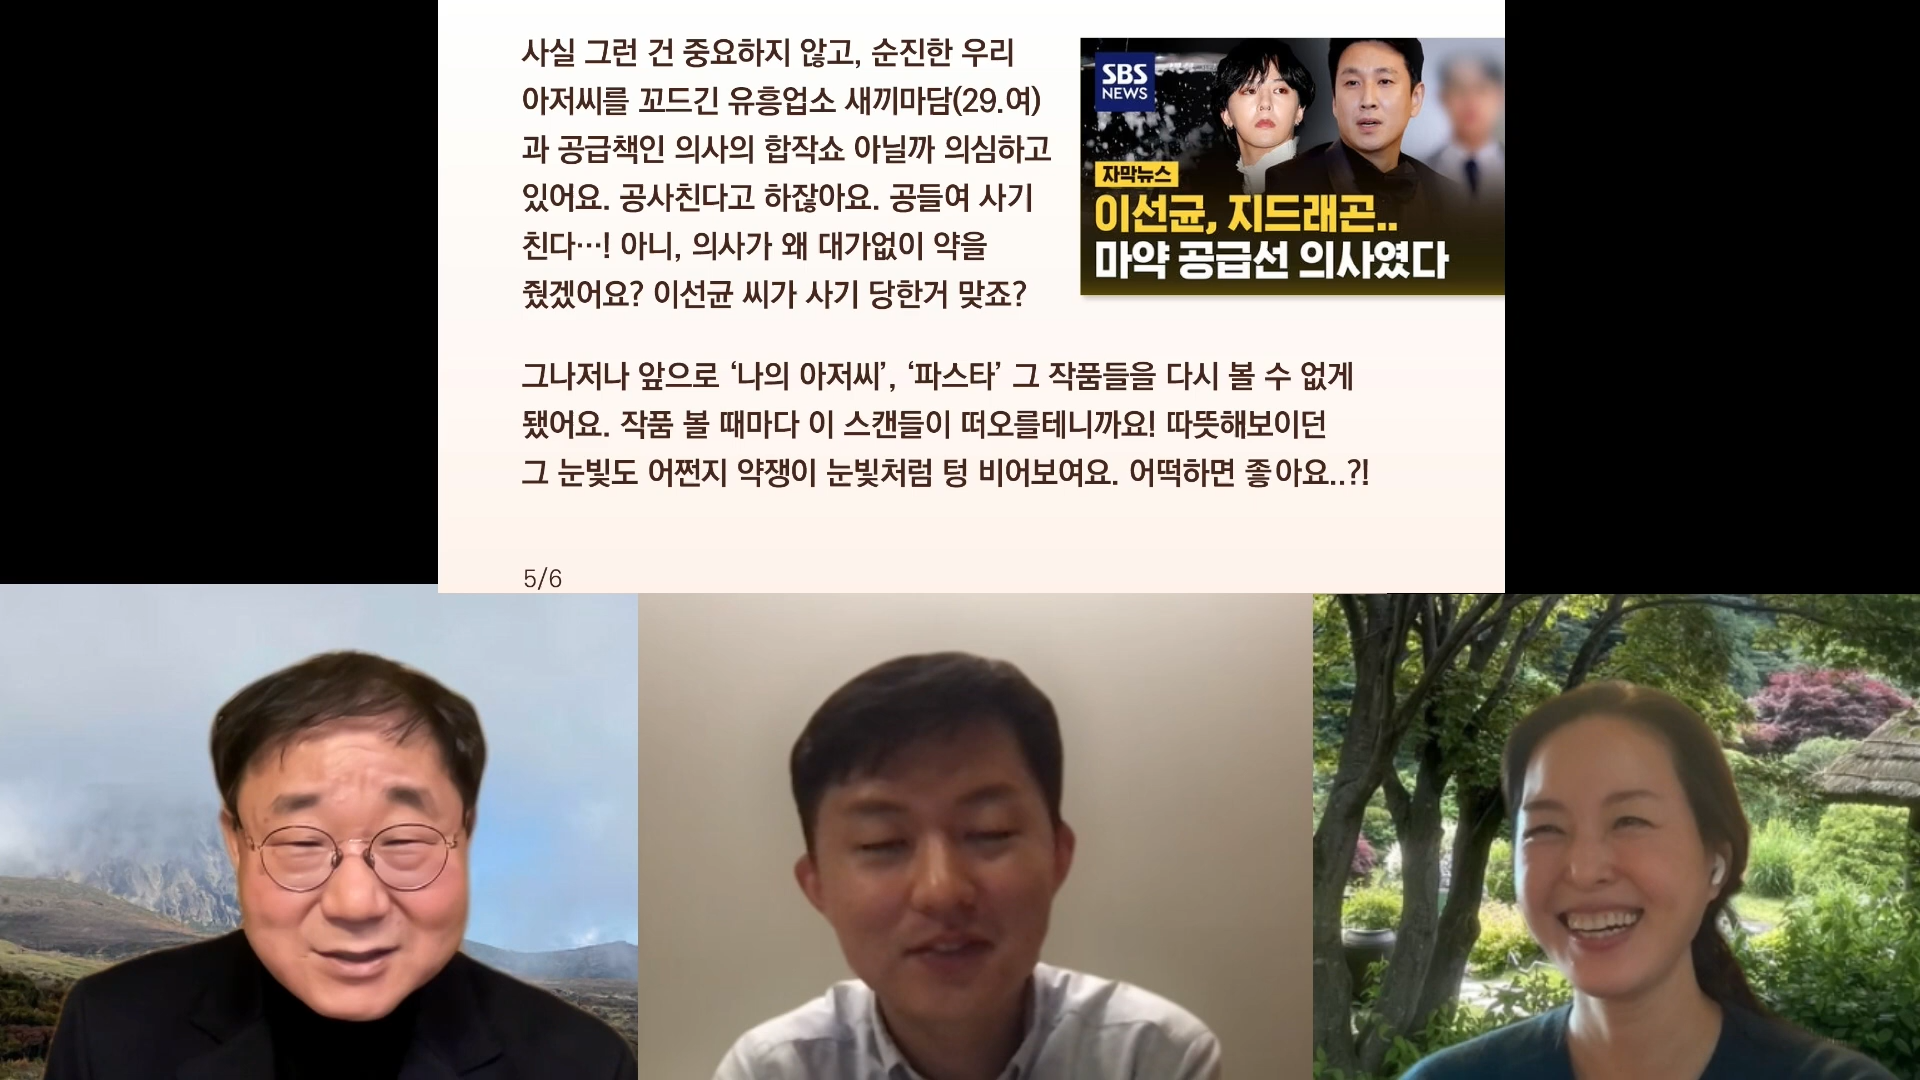 사실 그런 건 중요하지 않고, 순진한 우리
아저씨를 꼬드긴 유흥업소 새끼마담(29.여)
과 공급책인 의사의 합작쇼 아닐까 의심하고
있어요. 공사친다고 하잖아요. 공들여 사기
친다…! 아니, 의사가 왜 대가없이 약을
줬겠어요? 이선균 씨가 사기 당한거 맞죠?
SBS
NEWS
자막뉴스
이선균, 지드래곤..
마약 공급선 의사였다
그나저나 앞으로 ‘나의 아저씨’, ‘파스타’ 그 작품들을 다시 볼 수 없게
됐어요. 작품 볼 때마다 이 스캔들이 떠오를테니까요! 따뜻해보이던
그 눈빛도 어쩐지 약쟁이 눈빛처럼 텅 비어보여요. 어떡하면 좋아요..?!
5/6